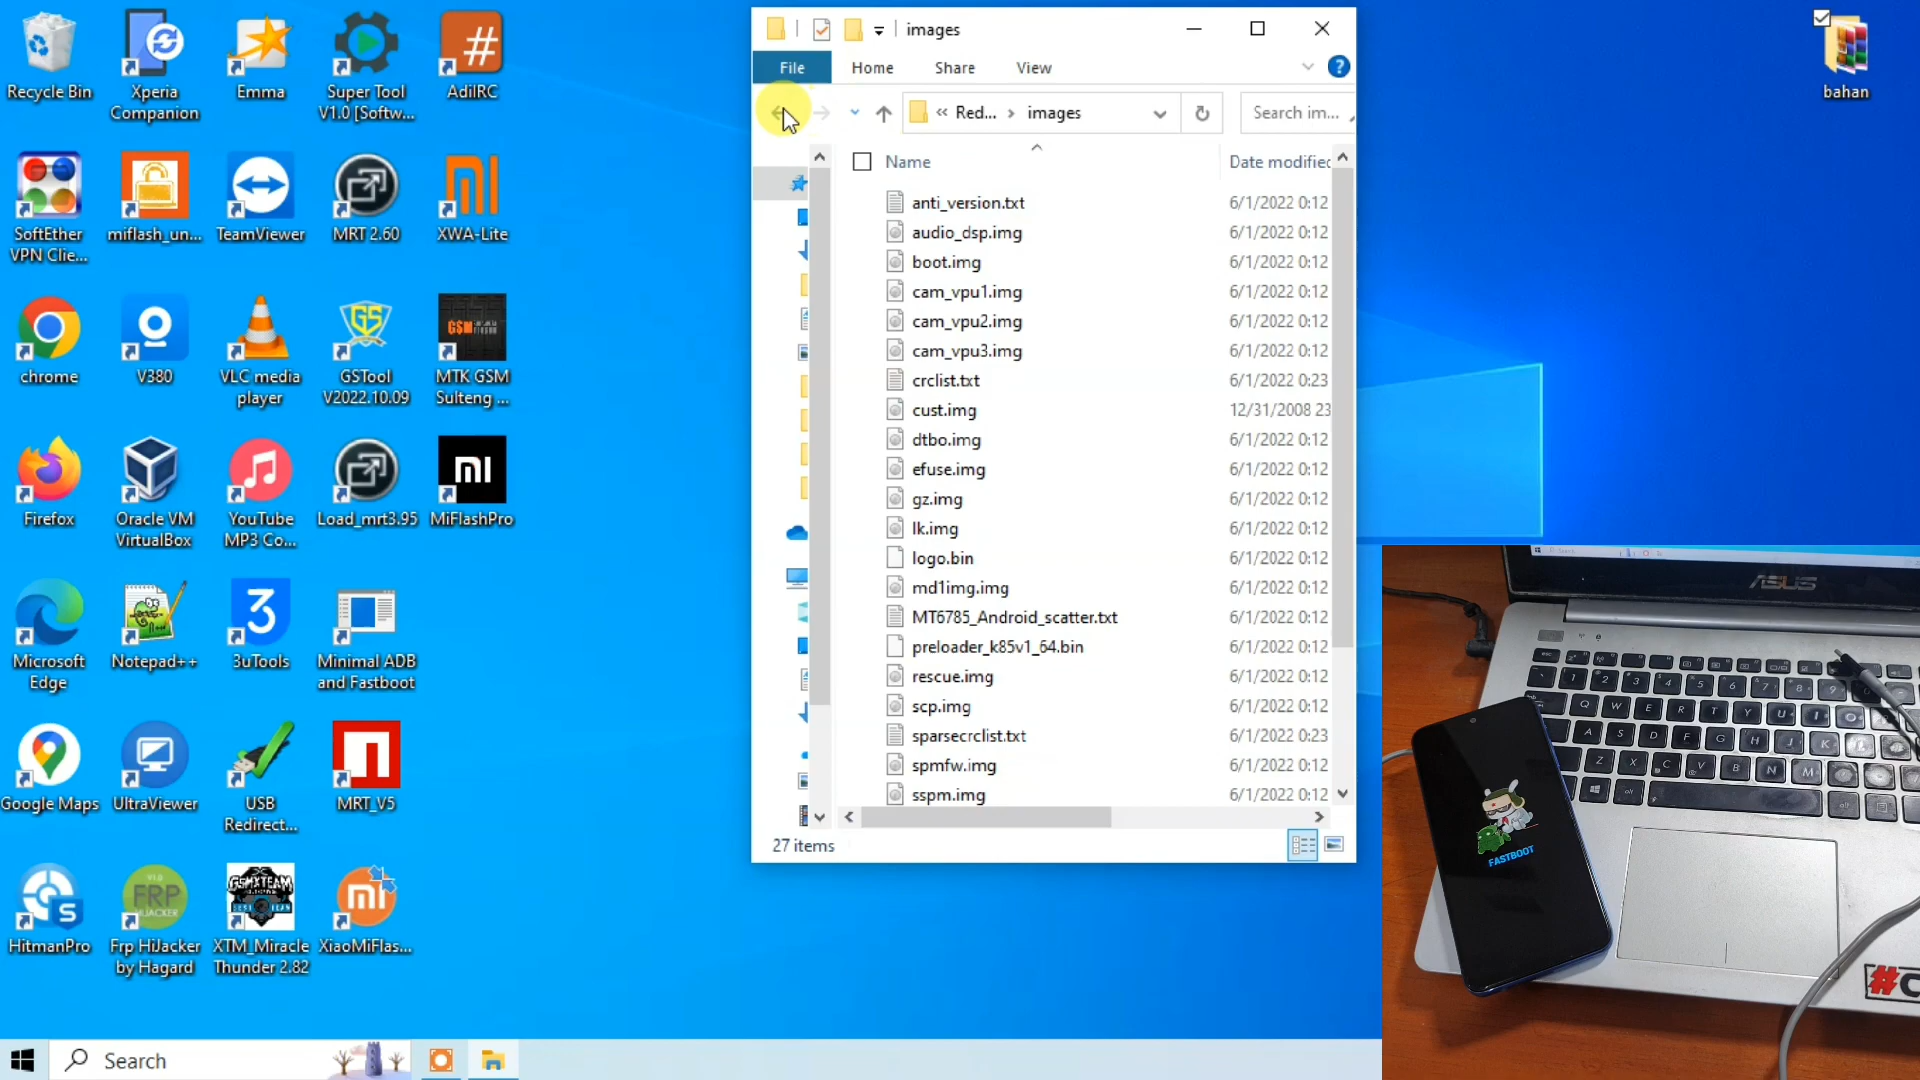 Recycle Bin
Xperia
Companion
Emma
Super Tool
V1.0 [Softw...
#
AdilRC
SoftEther
VPN Clie...
miflash_un...
TeamViewer
MRT 2.60
XWA-Lite
chrome
V380
VLC media
player
GS
GSTool
V2022.10.09
GSM
MTK GSM
Sulteng ...
Firefox
Oracle VM
VirtualBox
YouTube
MP3 Co...
Load_mrt3.95
MiFlashPro
Microsoft
Edge
Notepad++
3
3uTools
Minimal ADB
and Fastboot
Google Maps
UltraViewer
USB
Redirect...
MRT_V5
HitmanPro
FRP
HIJACKER
Frp HiJacker
by Hagard
GSMXTEAM
XTM_Miracle
Thunder 2.82
XiaoMiFlas...
images
File
Home
Share
View
?
« Red... > images
Search im...
Name
Date modified
anti_version.txt 6/1/2022 0:12
audio_dsp.img 6/1/2022 0:12
boot.img 6/1/2022 0:12
cam_vpu1.img 6/1/2022 0:12
cam_vpu2.img 6/1/2022 0:12
cam_vpu3.img 6/1/2022 0:12
crclist.txt 6/1/2022 0:23
cust.img 12/31/2008 23
dtbo.img 6/1/2022 0:12
efuse.img 6/1/2022 0:12
gz.img 6/1/2022 0:12
lk.img 6/1/2022 0:12
logo.bin 6/1/2022 0:12
md1img.img 6/1/2022 0:12
MT6785_Android_scatter.txt 6/1/2022 0:12
preloader_k85v1_64.bin 6/1/2022 0:12
rescue.img 6/1/2022 0:12
scp.img 6/1/2022 0:12
sparsecrclist.txt 6/1/2022 0:23
spmfw.img 6/1/2022 0:12
sspm.img 6/1/2022 0:12
27 items
bahan
ASUS
FASTBOOT
#C
Search